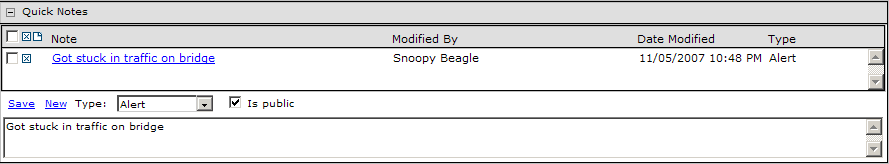 Quick Notes
Note Modified By Date Modified Type
Got stuck in traffic on bridge Snoopy Beagle 11/05/2007 10:48 PM Alert
Save New Type: Alert Is public
Got stuck in traffic on bridge